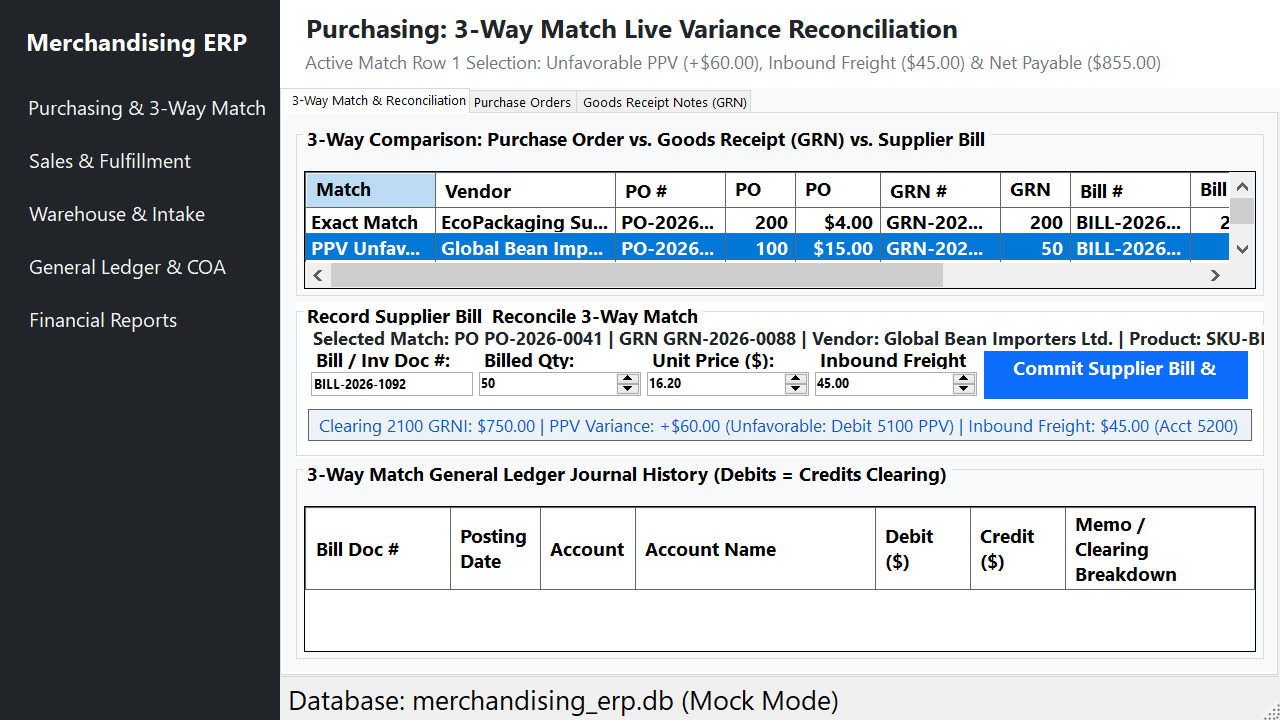 Merchandising ERP
Purchasing & 3-Way Match
Sales & Fulfillment
Warehouse & Intake
General Ledger & COA
Financial Reports
Purchasing: 3-Way Match Live Variance Reconciliation
Active Match Row 1 Selection: Unfavorable PPV (+$60.00), Inbound Freight ($45.00) & Net Payable ($855.00)
3-Way Match & Reconciliation Purchase Orders Goods Receipt Notes (GRN)
3-Way Comparison: Purchase Order vs. Goods Receipt (GRN) vs. Supplier Bill
Match Vendor PO # PO PO GRN # GRN Bill # Bill
Exact Match EcoPackaging Su... PO-2026... 200 $4.00 GRN-202... 200 BILL-2026... 2
PPV Unfav... Global Bean Imp... PO-2026... 100 $15.00 GRN-202... 50 BILL-2026...
Record Supplier Bill  Reconcile 3-Way Match
Selected Match: PO PO-2026-0041 | GRN GRN-2026-0088 | Vendor: Global Bean Importers Ltd. | Product: SKU-BI
Bill / Inv Doc #: Billed Qty: Unit Price ($): Inbound Freight
BILL-2026-1092 50 16.20 45.00
Commit Supplier Bill &
Clearing 2100 GRNI: $750.00 | PPV Variance: +$60.00 (Unfavorable: Debit 5100 PPV) | Inbound Freight: $45.00 (Acct 5200)
3-Way Match General Ledger Journal History (Debits = Credits Clearing)
Bill Doc # Posting Date Account Account Name Debit ($) Credit ($) Memo / Clearing Breakdown
Database: merchandising_erp.db (Mock Mode)